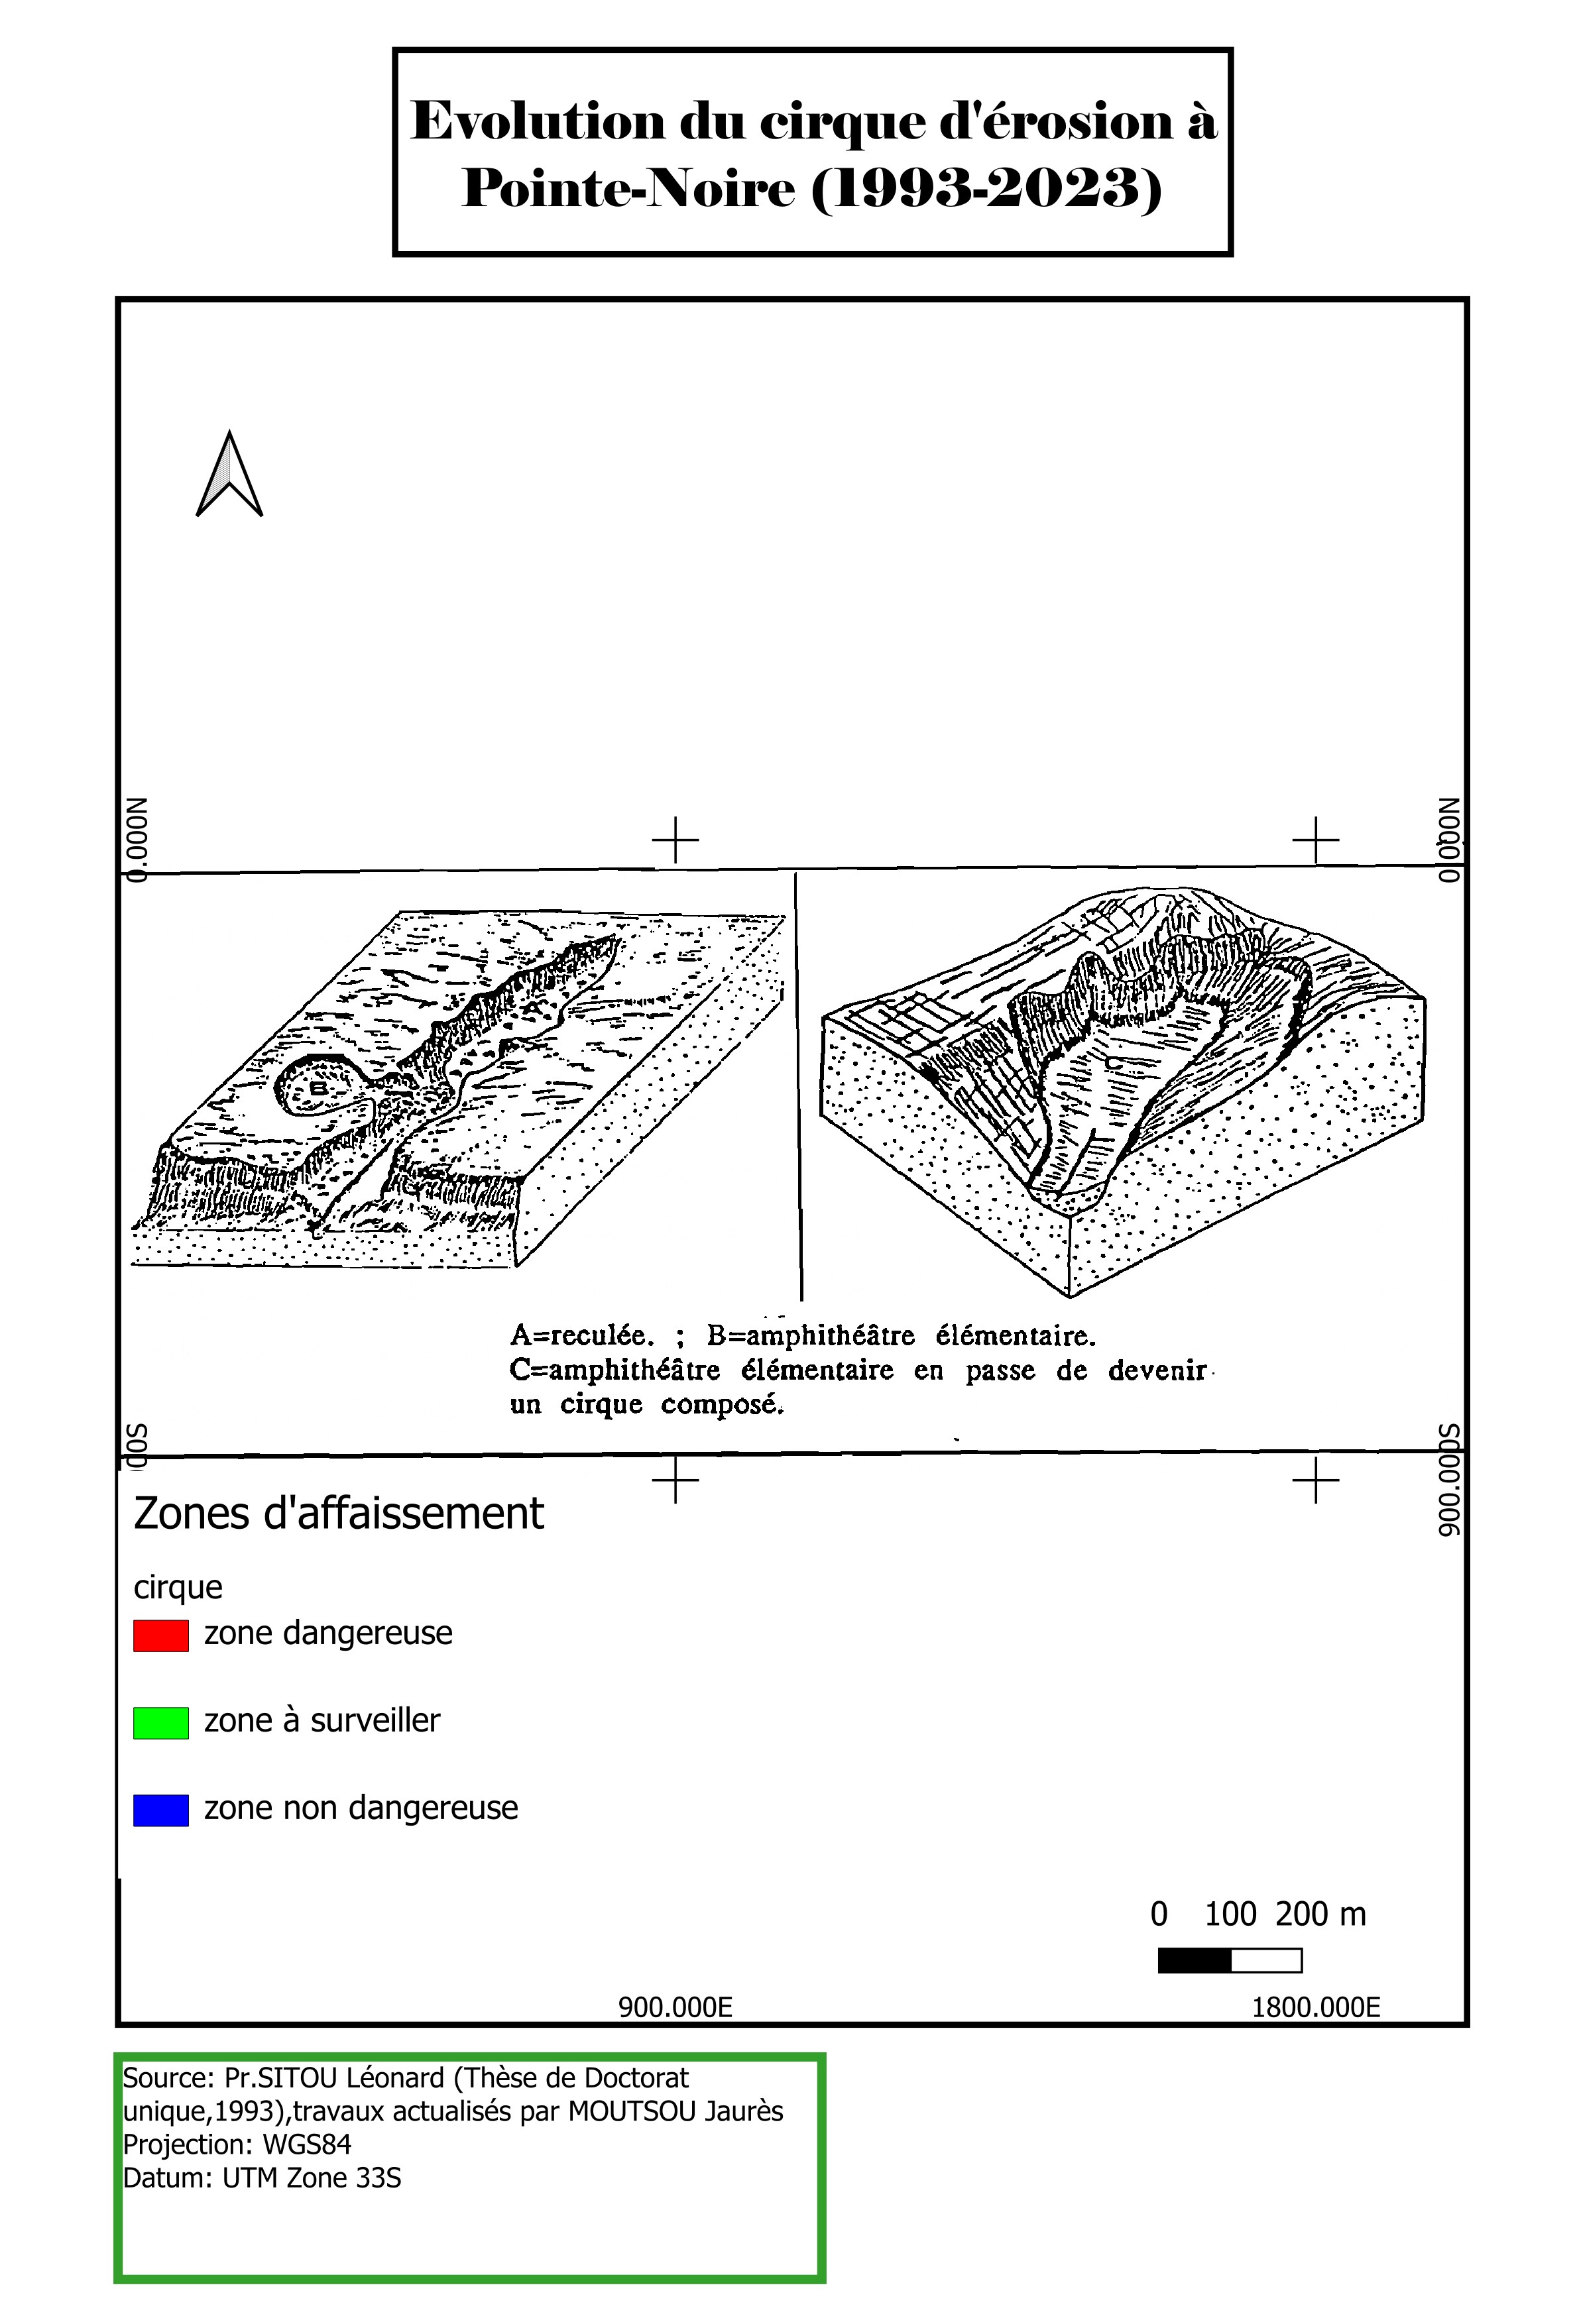 Evolution du cirque d'érosion à
Pointe-Noire (1993-2023)
0.000N
0.000N
A
B
C
A=reculée. ; B=amphithéâtre élémentaire.
C=amphithéâtre élémentaire en passe de devenir
un cirque composé.
900.000S
Zones d'affaissement
cirque
zone dangereuse
zone à surveiller
zone non dangereuse
0 100 200 m
900.000E 1800.000E
Source: Pr.SITOU Léonard (Thèse de Doctorat
unique,1993),travaux actualisés par MOUTSOU Jaurès
Projection: WGS84
Datum: UTM Zone 33S